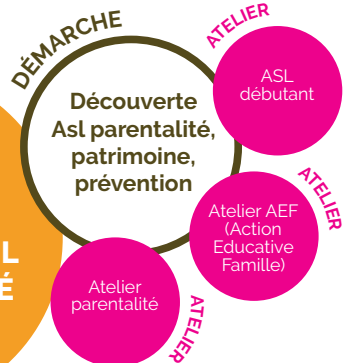 DÉMARCHE
Découverte
Asl parentalité,
patrimoine,
prévention
ATELIER
ASL
débutant
ATELIER
Atelier AEF
(Action
Educative
Famille)
ATELIER
Atelier
parentalité
L
É